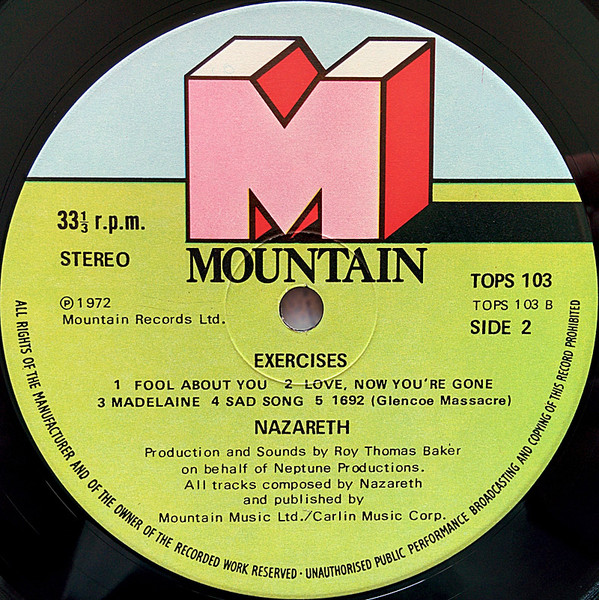 M
MOUNTAIN
33⅓ r.p.m.
STEREO
TOPS 103
TOPS 103 B
SIDE 2
Ⓟ 1972
Mountain Records Ltd.
EXERCISES
1 FOOL ABOUT YOU 2 LOVE, NOW YOU'RE GONE
3 MADELAINE 4 SAD SONG 5 1692 (Glencoe Massacre)
NAZARETH
Production and Sounds by Roy Thomas Baker
on behalf of Neptune Productions.
All tracks composed by Nazareth
and published by
Mountain Music Ltd./Carlin Music Corp.
ALL RIGHTS OF THE MANUFACTURER AND OF THE OWNER OF THE RECORDED WORK RESERVED · UNAUTHORISED PUBLIC PERFORMANCE BROADCASTING AND COPYING OF THIS RECORD PROHIBITED